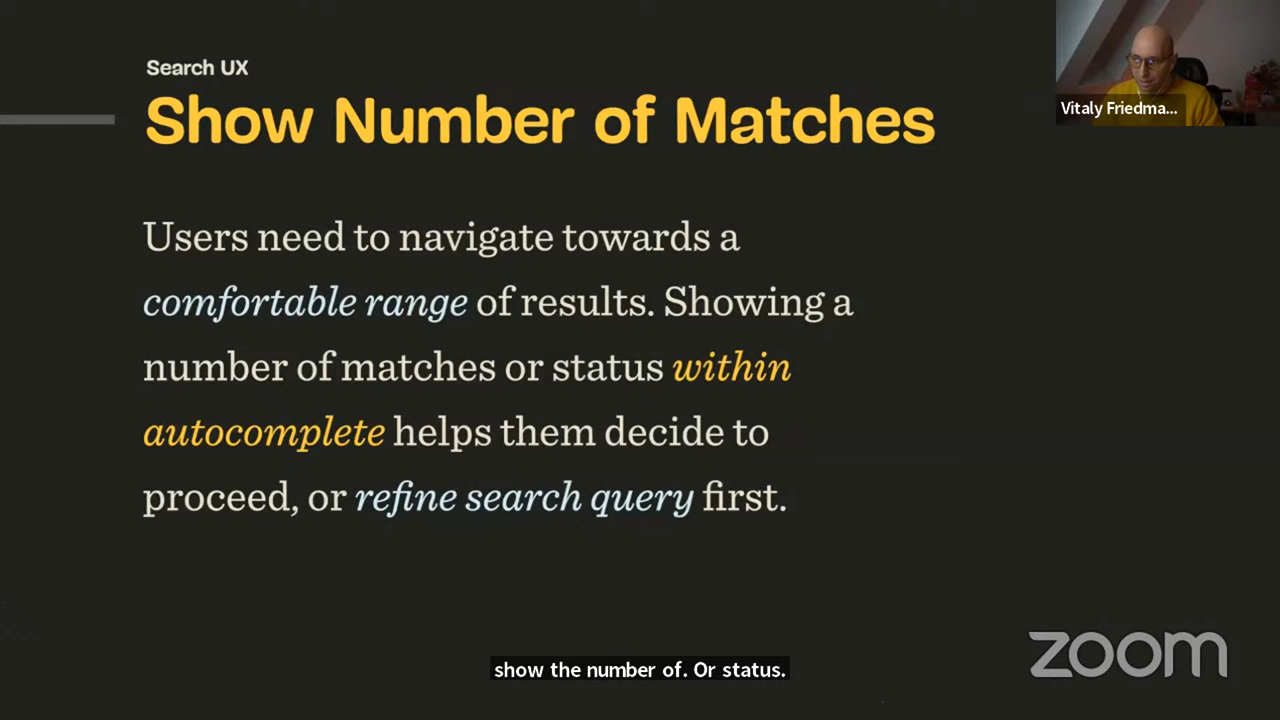 Search UX
Show Number of Matches
Vitaly Friedma...
Users need to navigate towards a
comfortable range of results. Showing a
number of matches or status within
autocomplete helps them decide to
proceed, or refine search query first.
zoom
show the number of. Or status.